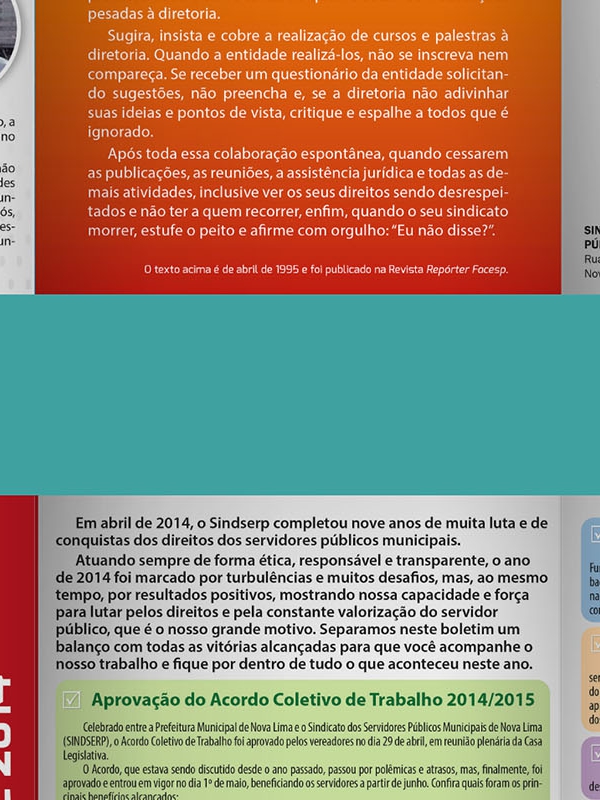 pesadas à diretoria.
Sugira, insista e cobre a realização de cursos e palestras à
diretoria. Quando a entidade realizá-los, não se inscreva nem
compareça. Se receber um questionário da entidade solicitan-
do sugestões, não preencha e, se a diretoria não adivinhar
suas ideias e pontos de vista, critique e espalhe a todos que é
ignorado.
Após toda essa colaboração espontânea, quando cessarem
as publicações, as reuniões, a assistência jurídica e todas as de-
mais atividades, inclusive ver os seus direitos sendo desrespei-
tados e não ter a quem recorrer, enfim, quando o seu sindicato
morrer, estufe o peito e afirme com orgulho: “Eu não disse?”.
O texto acima é de abril de 1995 e foi publicado na Revista Repórter Facesp.
Em abril de 2014, o Sindserp completou nove anos de muita luta e de
conquistas dos direitos dos servidores públicos municipais.
Atuando sempre de forma ética, responsável e transparente, o ano
de 2014 foi marcado por turbulências e muitos desafios, mas, ao mesmo
tempo, por resultados positivos, mostrando nossa capacidade e força
para lutar pelos direitos e pela constante valorização do servidor
público, que é o nosso grande motivo. Separamos neste boletim um
balanço com todas as vitórias alcançadas para que você acompanhe o
nosso trabalho e fique por dentro de tudo o que aconteceu neste ano.
2014
Aprovação do Acordo Coletivo de Trabalho 2014/2015
Celebrado entre a Prefeitura Municipal de Nova Lima e o Sindicato dos Servidores Públicos Municipais de Nova Lima
(SINDSERP), o Acordo Coletivo de Trabalho foi aprovado pelos vereadores no dia 29 de abril, em reunião plenária da Casa
Legislativa.
O Acordo, que estava sendo discutido desde o ano passado, passou por polêmicas e atrasos, mas, finalmente, foi
aprovado e entrou em vigor no dia 1º de maio, beneficiando os servidores a partir de junho. Confira quais foram os prin-
cipais benefícios alcançados: